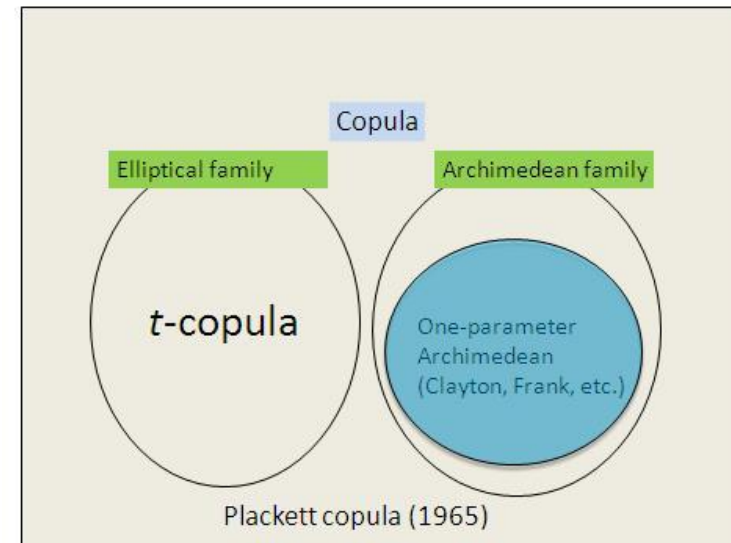 Copula
Elliptical family
Archimedean family
t-copula
One-parameter
Archimedean
(Clayton, Frank, etc.)
Plackett copula (1965)